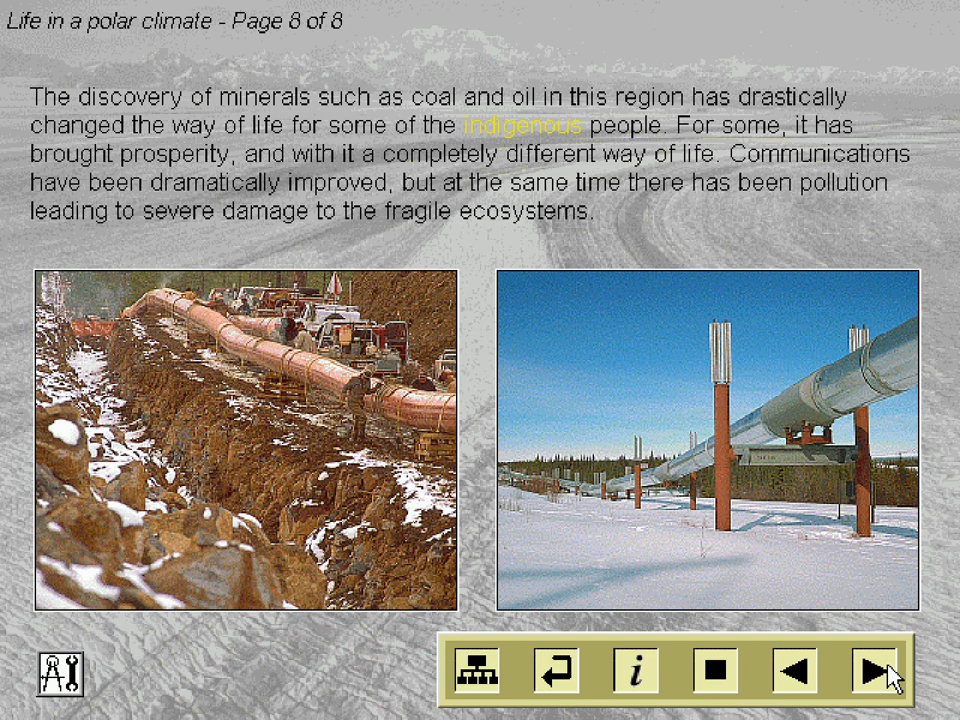 Life in a polar climate - Page 8 of 8
The discovery of minerals such as coal and oil in this region has drastically
changed the way of life for some of the indigenous people. For some, it has
brought prosperity, and with it a completely different way of life. Communications
have been dramatically improved, but at the same time there has been pollution
leading to severe damage to the fragile ecosystems.
i